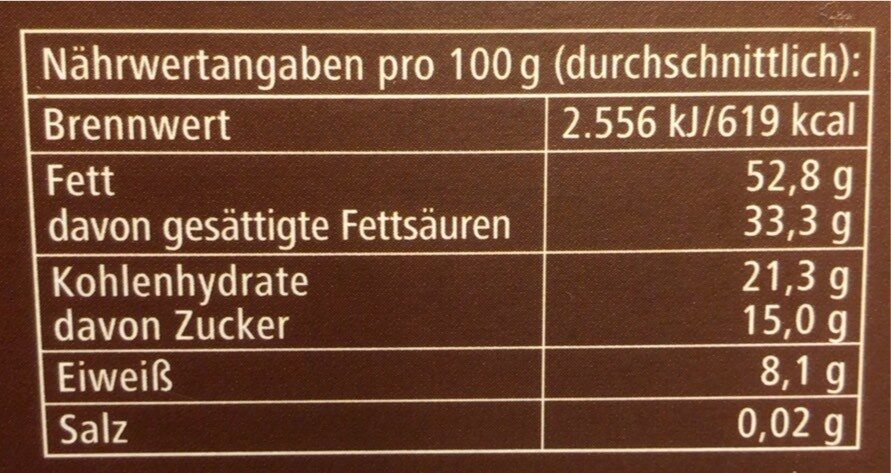 Nährwertangaben pro 100 g (durchschnittlich):
Brennwert 2.556 kJ/619 kcal
Fett 52,8 g
davon gesättigte Fettsäuren 33,3 g
Kohlenhydrate 21,3 g
davon Zucker 15,0 g
Eiweiß 8,1 g
Salz 0,02 g